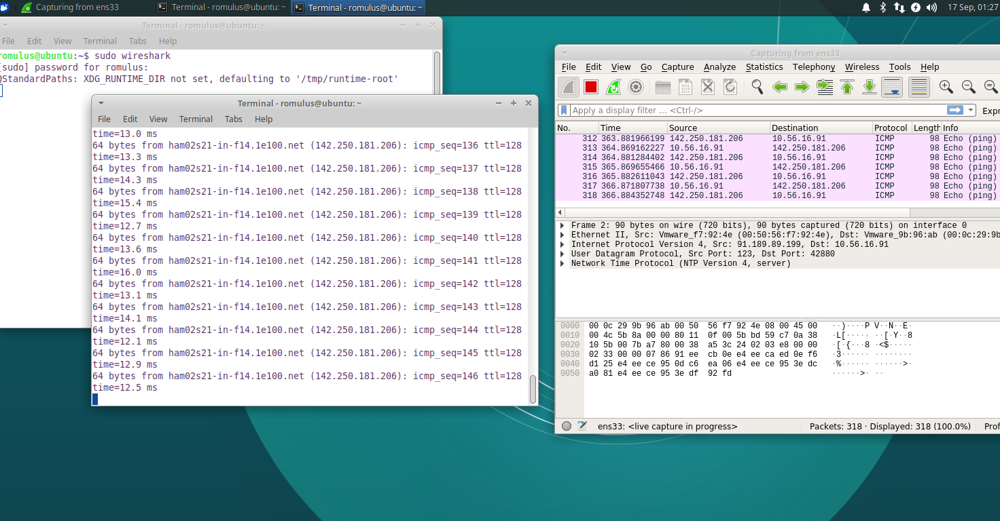 Capturing from ens33
Terminal - romulus@ubuntu: ~
Terminal - romulus@ubuntu: ~
17 Sep, 01:27
Terminal - romulus@ubuntu: ~
File Edit View Terminal Tabs Help
romulus@ubuntu:~$ sudo wireshark
[sudo] password for romulus:
QStandardPaths: XDG_RUNTIME_DIR not set, defaulting to '/tmp/runtime-root'
Terminal - romulus@ubuntu: ~
File Edit View Terminal Tabs Help
time=13.0 ms
64 bytes from ham02s21-in-f14.1e100.net (142.250.181.206): icmp_seq=136 ttl=128
time=13.3 ms
64 bytes from ham02s21-in-f14.1e100.net (142.250.181.206): icmp_seq=137 ttl=128
time=14.3 ms
64 bytes from ham02s21-in-f14.1e100.net (142.250.181.206): icmp_seq=138 ttl=128
time=15.4 ms
64 bytes from ham02s21-in-f14.1e100.net (142.250.181.206): icmp_seq=139 ttl=128
time=12.7 ms
64 bytes from ham02s21-in-f14.1e100.net (142.250.181.206): icmp_seq=140 ttl=128
time=13.6 ms
64 bytes from ham02s21-in-f14.1e100.net (142.250.181.206): icmp_seq=141 ttl=128
time=16.0 ms
64 bytes from ham02s21-in-f14.1e100.net (142.250.181.206): icmp_seq=142 ttl=128
time=13.1 ms
64 bytes from ham02s21-in-f14.1e100.net (142.250.181.206): icmp_seq=143 ttl=128
time=14.1 ms
64 bytes from ham02s21-in-f14.1e100.net (142.250.181.206): icmp_seq=144 ttl=128
time=12.1 ms
64 bytes from ham02s21-in-f14.1e100.net (142.250.181.206): icmp_seq=145 ttl=128
time=12.9 ms
64 bytes from ham02s21-in-f14.1e100.net (142.250.181.206): icmp_seq=146 ttl=128
time=12.5 ms
Capturing from ens33
File Edit View Go Capture Analyze Statistics Telephony Wireless Tools Help
Apply a display filter … <Ctrl-/> Expr
No. Time Source Destination Protocol Length Info
312 363.881966199 142.250.181.206 10.56.16.91 ICMP 98 Echo (ping)
313 364.869162227 10.56.16.91 142.250.181.206 ICMP 98 Echo (ping)
314 364.881284402 142.250.181.206 10.56.16.91 ICMP 98 Echo (ping)
315 365.869655466 10.56.16.91 142.250.181.206 ICMP 98 Echo (ping)
316 365.882611043 142.250.181.206 10.56.16.91 ICMP 98 Echo (ping)
317 366.871807738 10.56.16.91 142.250.181.206 ICMP 98 Echo (ping)
318 366.884352748 142.250.181.206 10.56.16.91 ICMP 98 Echo (ping)
Frame 2: 90 bytes on wire (720 bits), 90 bytes captured (720 bits) on interface 0
Ethernet II, Src: Vmware_f7:92:4e (00:50:56:f7:92:4e), Dst: Vmware_9b:96:ab (00:0c:29:9b
Internet Protocol Version 4, Src: 91.189.89.199, Dst: 10.56.16.91
User Datagram Protocol, Src Port: 123, Dst Port: 42880
Network Time Protocol (NTP Version 4, server)
0000 00 0c 29 9b 96 ab 00 50 56 f7 92 4e 08 00 45 00 ··)····P V··N··E·
0010 00 4c 5b 8a 00 00 80 11 0f 00 5b bd 59 c7 0a 38 ·L[····· ··[·Y··8
0020 10 5b 00 7b a7 80 00 38 a5 3c 24 02 03 e8 00 00 ·[·{···8 ·<$·····
0030 02 33 00 00 07 86 91 ee cb 0e e4 ee ca ed 0e f6 ·3······ ········
0040 d1 25 e4 ee ce 95 0d c6 ea 06 e4 ee ce 95 3e dc ·%······ ······>·
0050 a0 81 e4 ee ce 95 3e df 92 fd ······>· ··
ens33: <live capture in progress>
Packets: 318 · Displayed: 318 (100.0%)
Prof